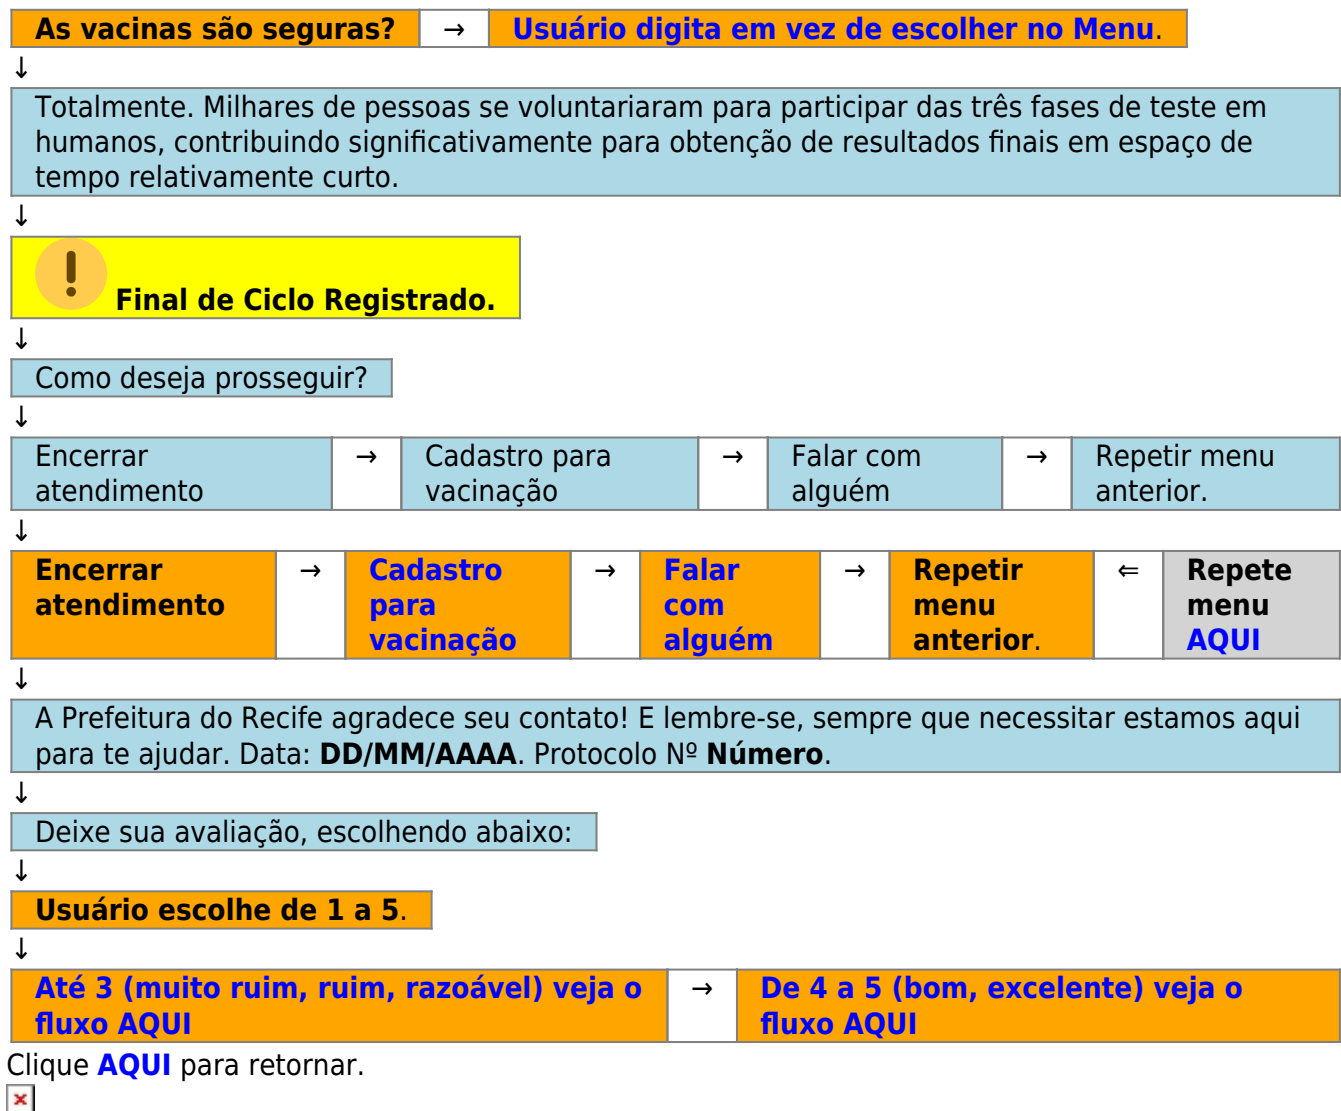 As vacinas são seguras? → Usuário digita em vez de escolher no Menu.
↓
Totalmente. Milhares de pessoas se voluntariaram para participar das três fases de teste em
humanos, contribuindo significativamente para obtenção de resultados finais em espaço de
tempo relativamente curto.
↓
! Final de Ciclo Registrado.
↓
Como deseja prosseguir?
↓
Encerrar
atendimento
→
Cadastro para
vacinação
→
Falar com
alguém
→
Repetir menu
anterior.
↓
Encerrar
atendimento
→
Cadastro
para
vacinação
→
Falar
com
alguém
→
Repetir
menu
anterior.
⇐
Repete
menu
AQUI
↓
A Prefeitura do Recife agradece seu contato! E lembre-se, sempre que necessitar estamos aqui
para te ajudar. Data: DD/MM/AAAA. Protocolo Nº Número.
↓
Deixe sua avaliação, escolhendo abaixo:
↓
Usuário escolhe de 1 a 5.
↓
Até 3 (muito ruim, ruim, razoável) veja o
fluxo AQUI
→
De 4 a 5 (bom, excelente) veja o
fluxo AQUI
Clique AQUI para retornar.